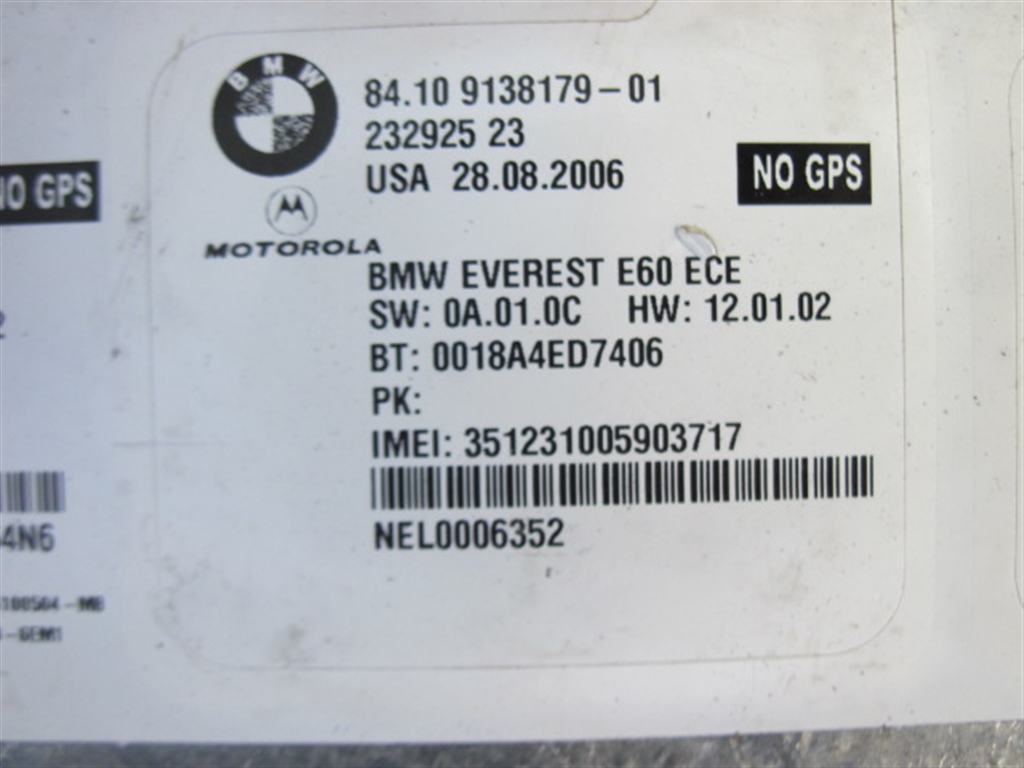 BMW
84.10 9138179-01
232925 23
USA 28.08.2006
NO GPS
NO GPS
MOTOROLA
BMW EVEREST E60 ECE
SW: 0A.01.0C HW: 12.01.02
BT: 0018A4ED7406
PK:
IMEI: 351231005903717
NEL0006352
4N6